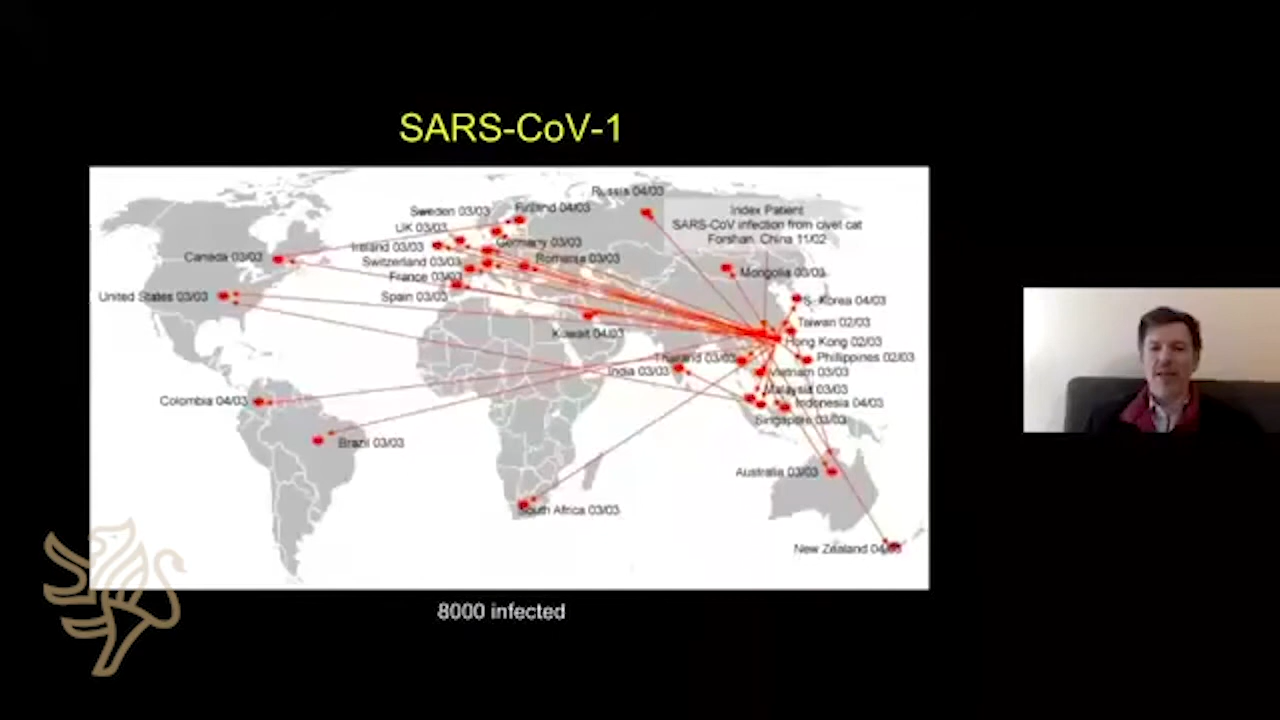 SARS-CoV-1
Russia 04/03
Sweden 03/03
Finland 04/03
Index Patient
SARS-CoV infection from civet cat
Forshan, China 11/02
UK 03/03
Ireland 03/03
Germany 03/03
Canada 03/03
Switzerland 03/03
Romania 03/03
France 03/03
Mongolia 03/03
United States 03/03
Spain 03/03
S. Korea 04/03
Kuwait 04/03
Taiwan 02/03
Hong Kong 02/03
Thailand 03/03
Phillippines 02/03
India 03/03
Vietnam 03/03
Malaysia 03/03
Colombia 04/03
Indonesia 04/03
Singapore 03/03
Brazil 03/03
Australia 03/03
South Africa 03/03
New Zealand 04/03
8000 infected